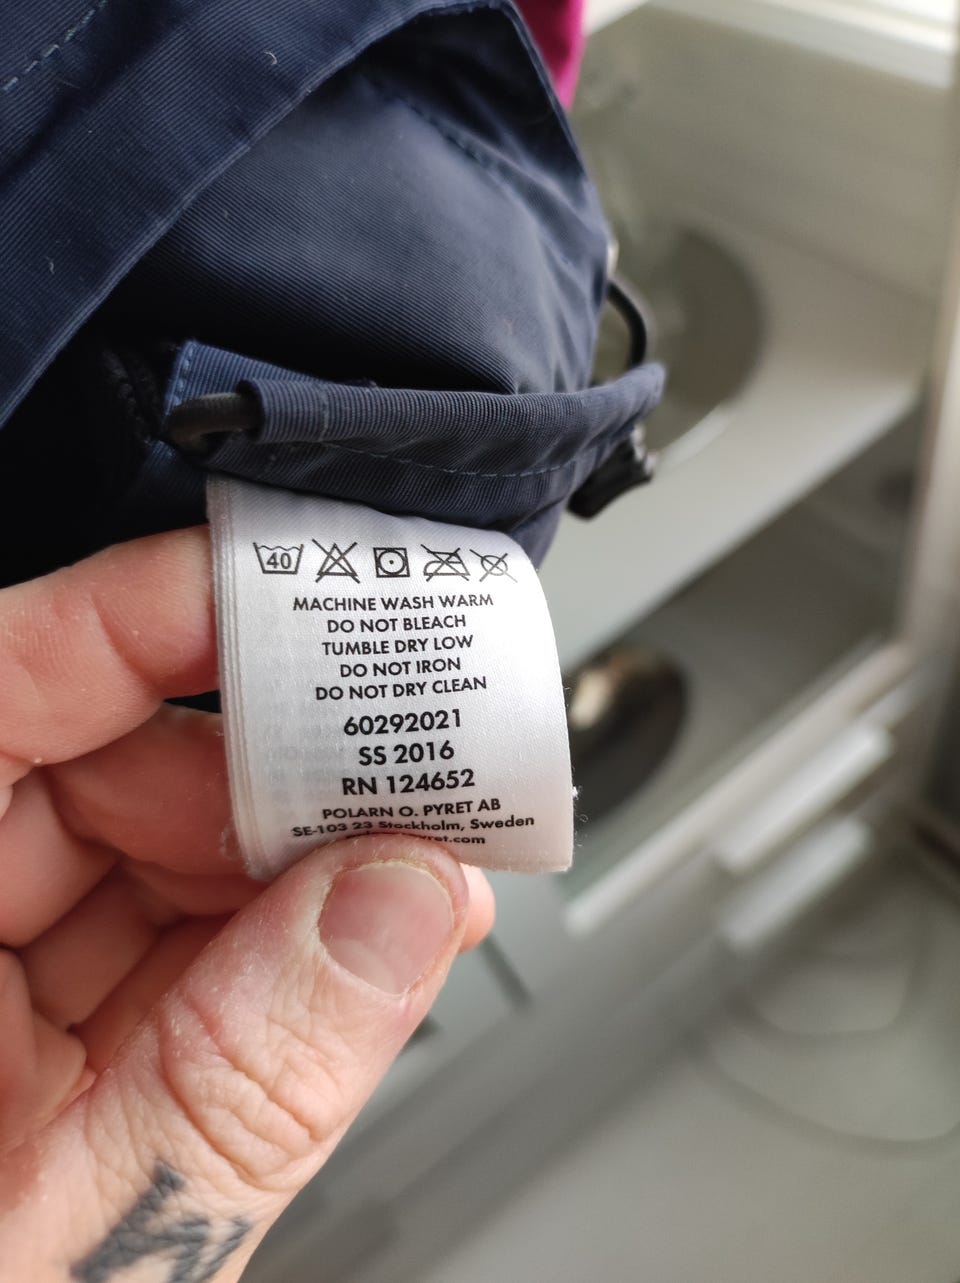 40
MACHINE WASH WARM
DO NOT BLEACH
TUMBLE DRY LOW
DO NOT IRON
DO NOT DRY CLEAN
60292021
SS 2016
RN 124652
POLARN O. PYRET AB
SE-103 23 Stockholm, Sweden